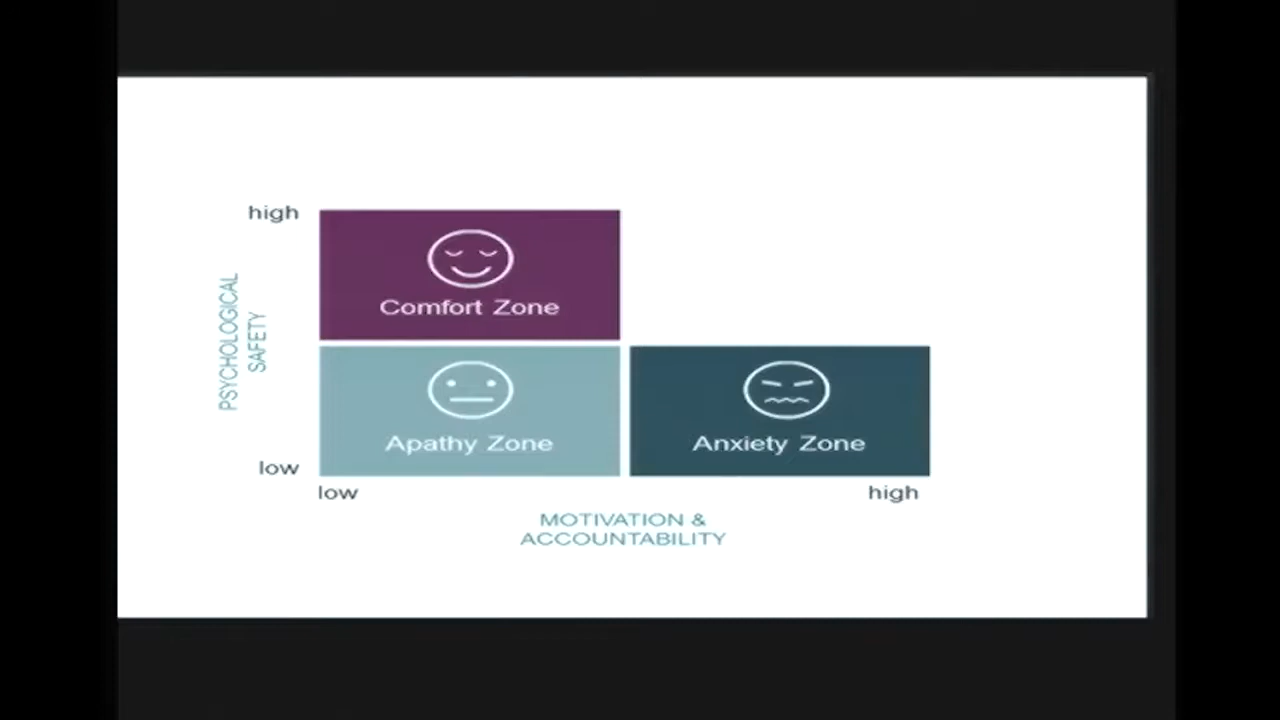 high
Comfort Zone
PSYCHOLOGICAL
SAFETY
Apathy Zone
Anxiety Zone
low
low
high
MOTIVATION &
ACCOUNTABILITY